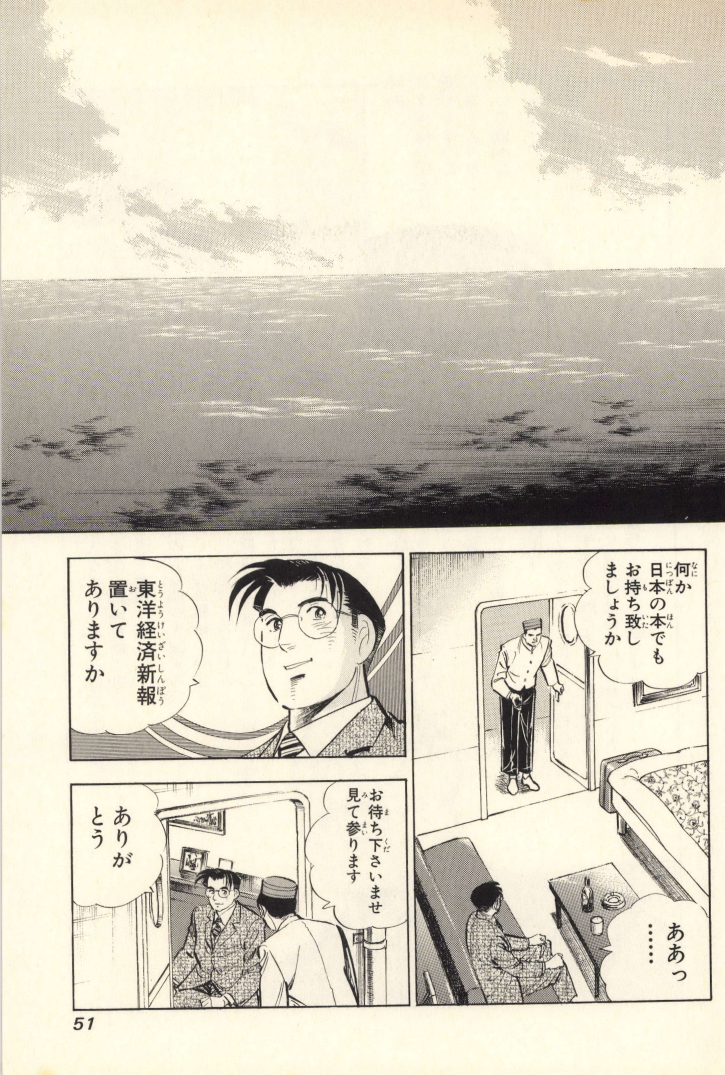 何か
日本の本でも
お持ち致し
ましょうか
ああっ
……
東洋経済新報
置いて
ありますか
お待ち下さいませ
見て参ります
ありが
とう
51